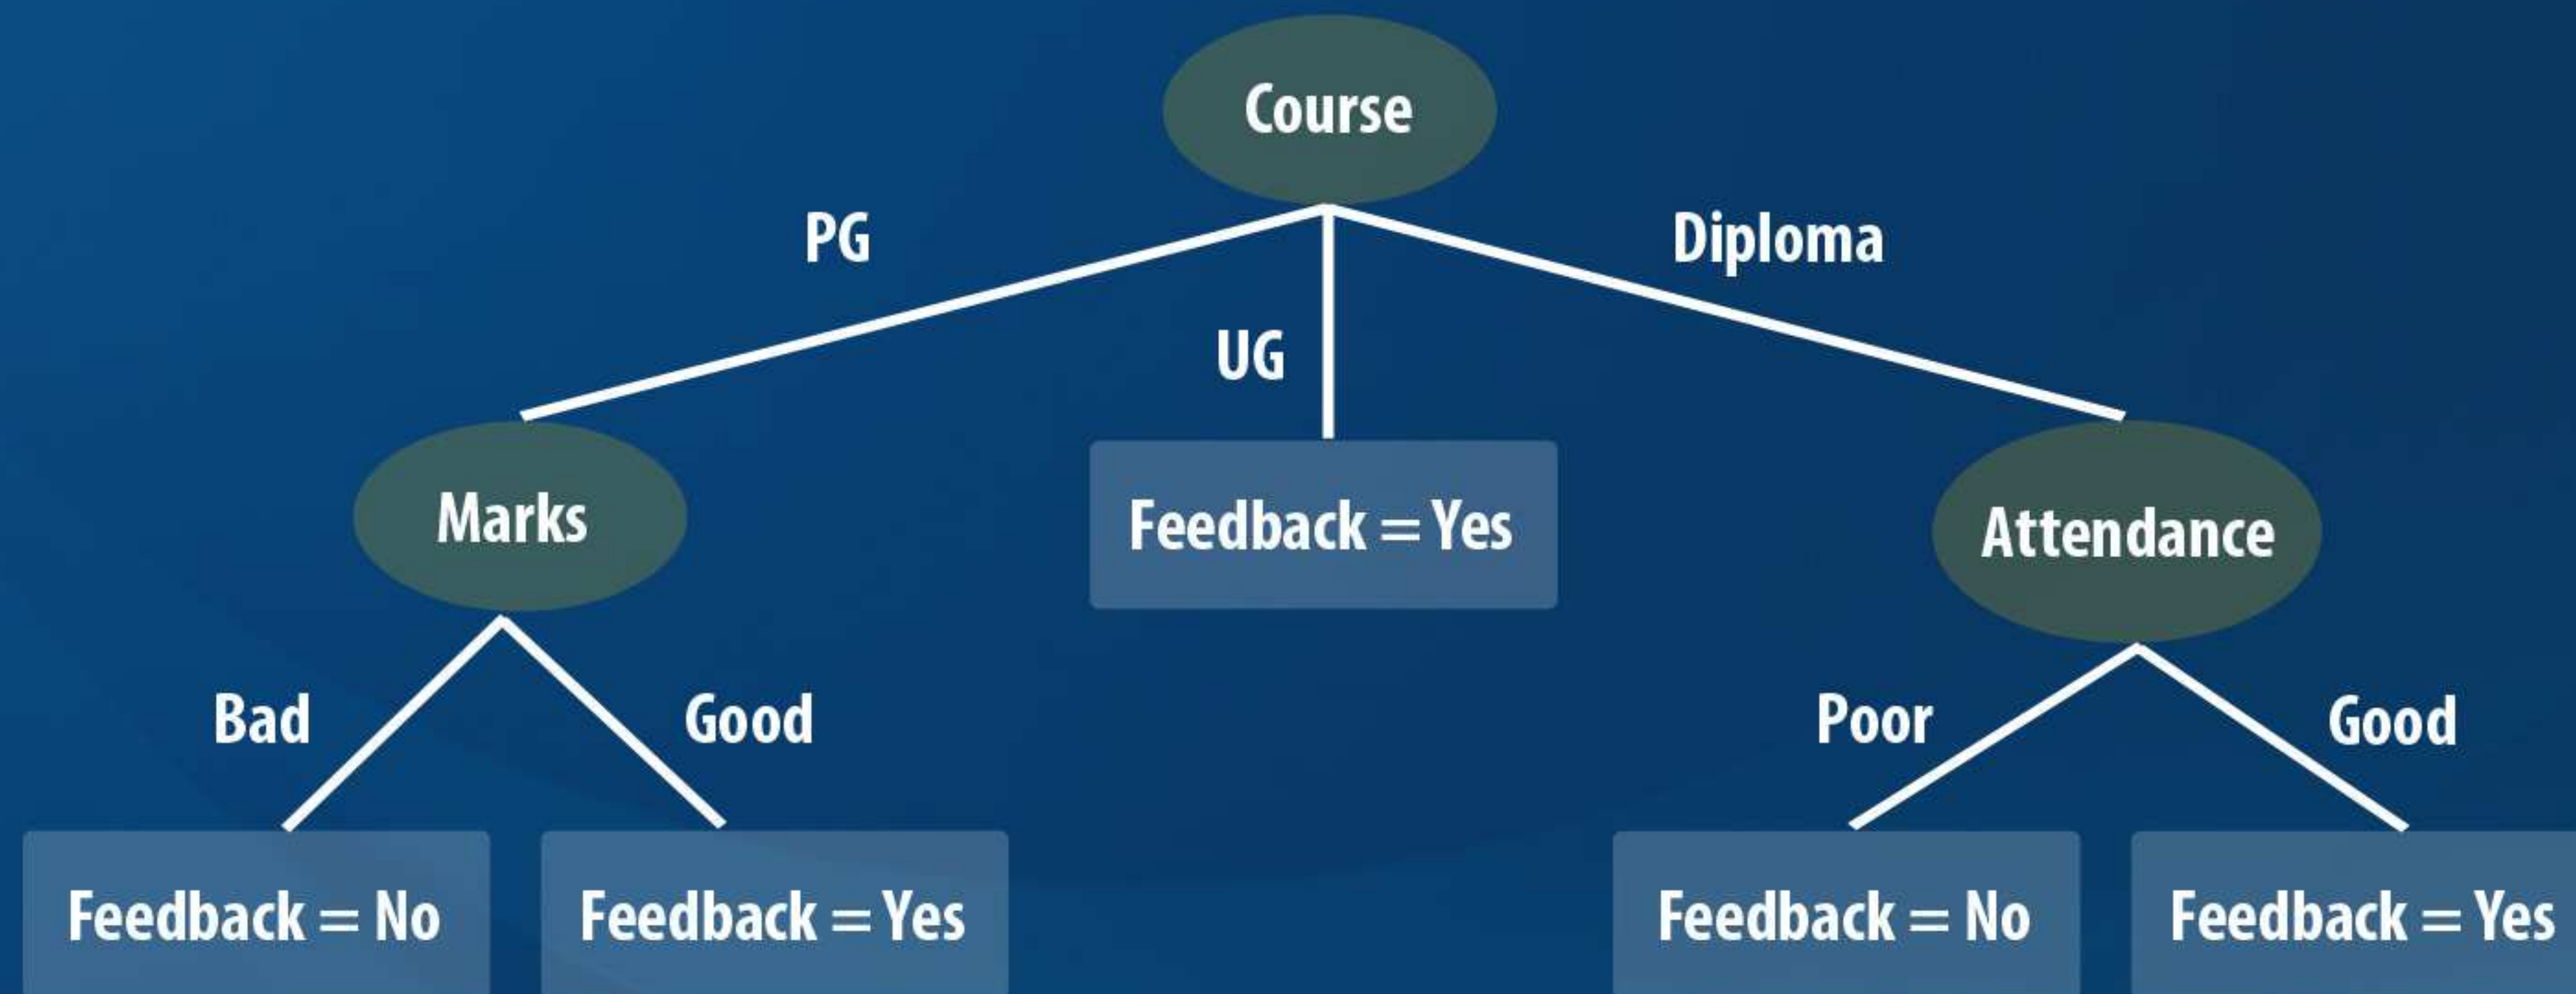 Course
PG
Diploma
UG
Marks
Feedback = Yes
Attendance
Bad
Good
Poor
Good
Feedback = No
Feedback = Yes
Feedback = No
Feedback = Yes